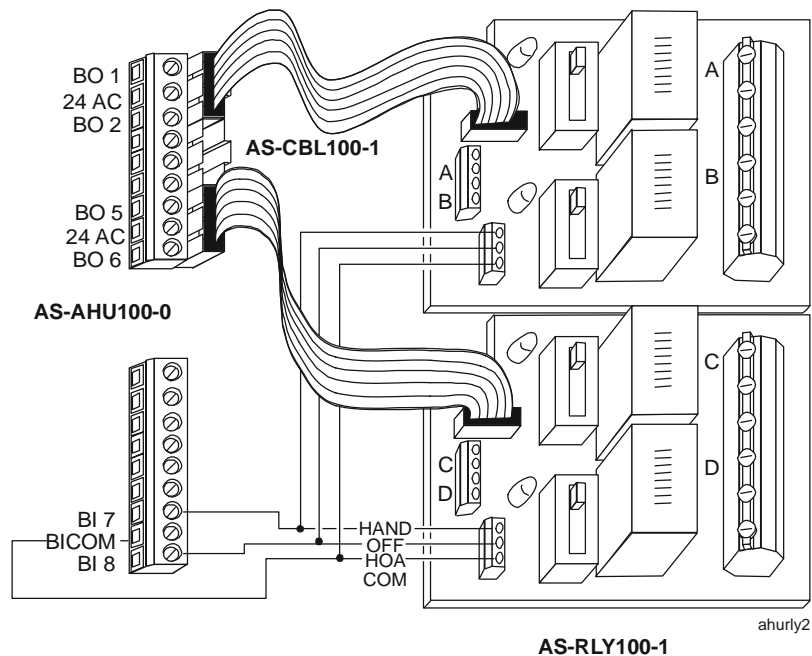 BO 1
24 AC
BO 2
BO 5
24 AC
BO 6
AS-CBL100-1
AS-AHU100-0
A
B
A
B
C
D
C
D
BI 7
BICOM
BI 8
HAND
OFF
HOA
COM
ahurly2
AS-RLY100-1